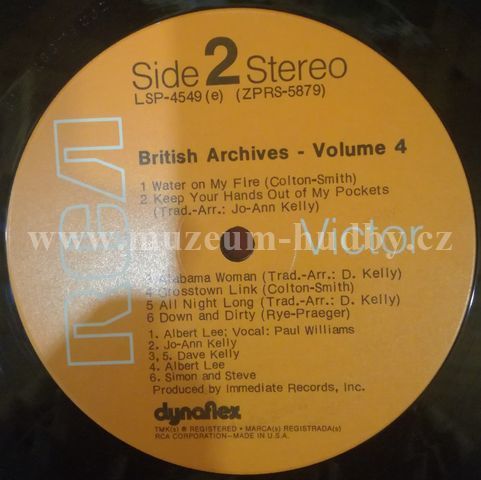 Side 2 Stereo
LSP-4549(e) (ZPRS-5879)
British Archives - Volume 4
1 Water on My Fire (Colton-Smith)
2 Keep Your Hands Out of My Pockets
(Trad.-Arr.: Jo-Ann Kelly)
RCA
Victor
www.muzeum-hudby.cz
3 Alabama Woman (Trad.-Arr.: D. Kelly)
4 Crosstown Link (Colton-Smith)
5 All Night Long (Trad.-Arr.: D. Kelly)
6 Down and Dirty (Rye-Praeger)
1. Albert Lee; Vocal: Paul Williams
2. Jo-Ann Kelly
3, 5. Dave Kelly
4. Albert Lee
6. Simon and Steve
Produced by Immediate Records, Inc.
dynaflex
TMK(s) ® REGISTERED • MARCA(s) REGISTRADA(s)
RCA CORPORATION—MADE IN U.S.A.